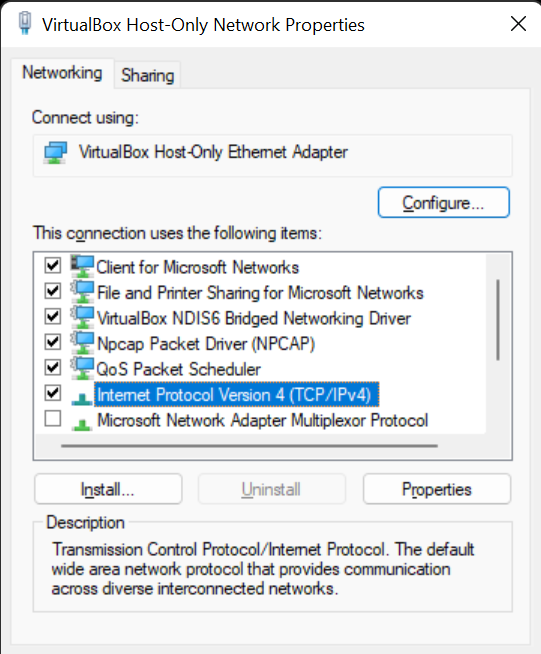 VirtualBox Host-Only Network Properties
Networking
Sharing
Connect using:
VirtualBox Host-Only Ethernet Adapter
Configure...
This connection uses the following items:
Client for Microsoft Networks
File and Printer Sharing for Microsoft Networks
VirtualBox NDIS6 Bridged Networking Driver
Npcap Packet Driver (NPCAP)
QoS Packet Scheduler
Internet Protocol Version 4 (TCP/IPv4)
Microsoft Network Adapter Multiplexor Protocol
Install...
Uninstall
Properties
Description
Transmission Control Protocol/Internet Protocol. The default
wide area network protocol that provides communication
across diverse interconnected networks.